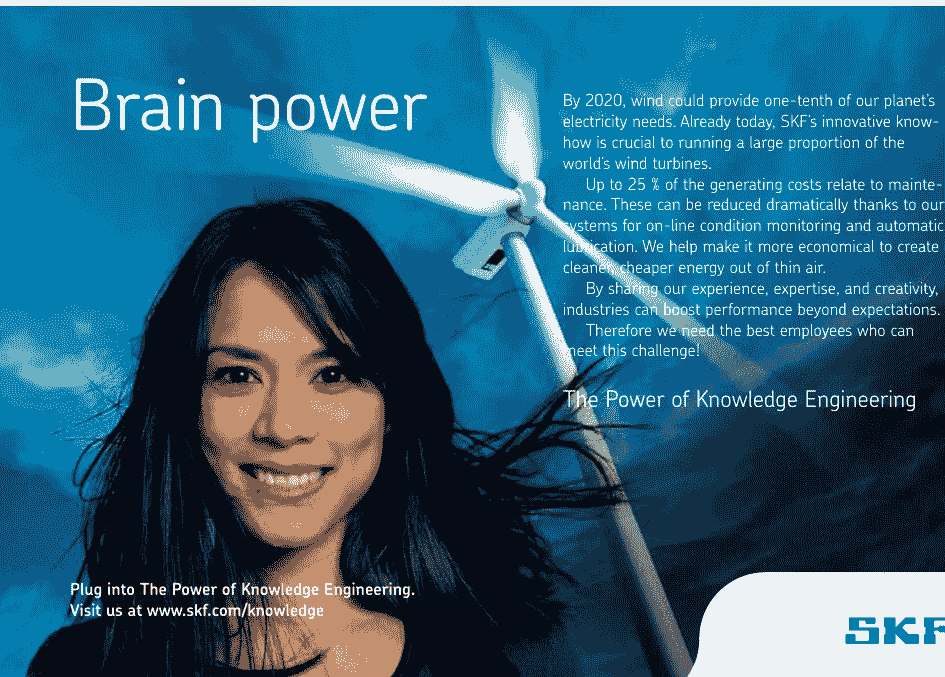 Brain power
By 2020, wind could provide one-tenth of our planet's
electricity needs. Already today, SKF's innovative know-
how is crucial to running a large proportion of the
world's wind turbines.
Up to 25 % of the generating costs relate to mainte-
nance. These can be reduced dramatically thanks to our
systems for on-line condition monitoring and automatic
lubrication. We help make it more economical to create
cleaner, cheaper energy out of thin air.
By sharing our experience, expertise, and creativity,
industries can boost performance beyond expectations.
Therefore we need the best employees who can
meet this challenge!
The Power of Knowledge Engineering
Plug into The Power of Knowledge Engineering.
Visit us at www.skf.com/knowledge
SKF